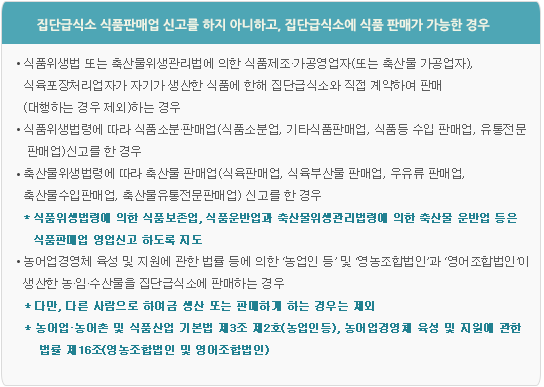 집단급식소 식품판매업 신고를 하지 아니하고, 집단급식소에 식품 판매가 가능한 경우
• 식품위생법 또는 축산물위생관리법에 의한 식품제조·가공영업자(또는 축산물 가공업자),
식육포장처리업자가 자기가 생산한 식품에 한해 집단급식소와 직접 계약하여 판매
(대행하는 경우 제외)하는 경우
• 식품위생법령에 따라 식품소분·판매업(식품소분업, 기타식품판매업, 식품등 수입 판매업, 유통전문
판매업)신고를 한 경우
• 축산물위생법령에 따라 축산물 판매업(식육판매업, 식육부산물 판매업, 우유류 판매업,
축산물수입판매업, 축산물유통전문판매업) 신고를 한 경우
* 식품위생법령에 의한 식품보존업, 식품운반업과 축산물위생관리법령에 의한 축산물 운반업 등은
식품판매업 영업신고 하도록 지도
• 농어업경영체 육성 및 지원에 관한 법률 등에 의한 ‘농업인 등’ 및 ‘영농조합법인’과 ‘영어조합법인’이
생산한 농·임·수산물을 집단급식소에 판매하는 경우
* 다만, 다른 사람으로 하여금 생산 또는 판매하게 하는 경우는 제외
* 농어업·농어촌 및 식품산업 기본법 제3조 제2호(농업인등), 농어업경영체 육성 및 지원에 관한
법률 제16조(영농조합법인 및 영어조합법인)